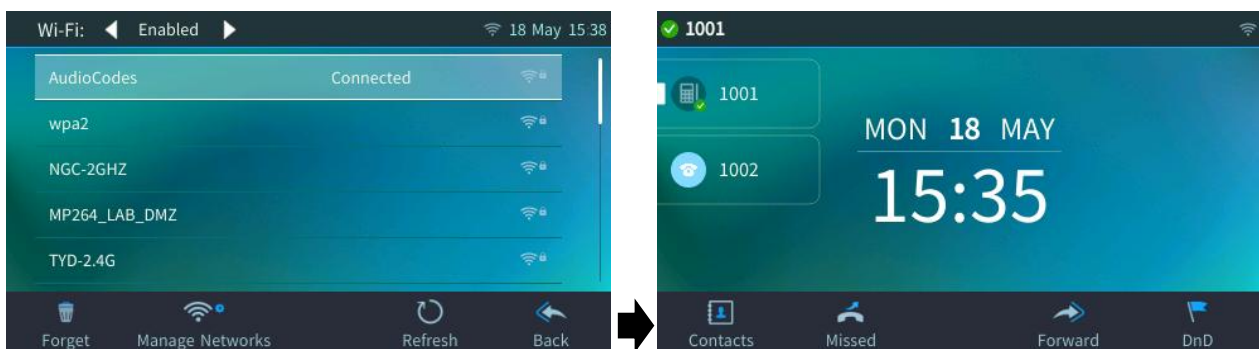 Wi-Fi: Enabled 18 May 15:38
AudioCodes Connected
wpa2
NGC-2GHZ
MP264_LAB_DMZ
TYD-2.4G
Forget Manage Networks Refresh Back
1001
1001
1002
MON 18 MAY
15:35
Contacts Missed Forward DnD